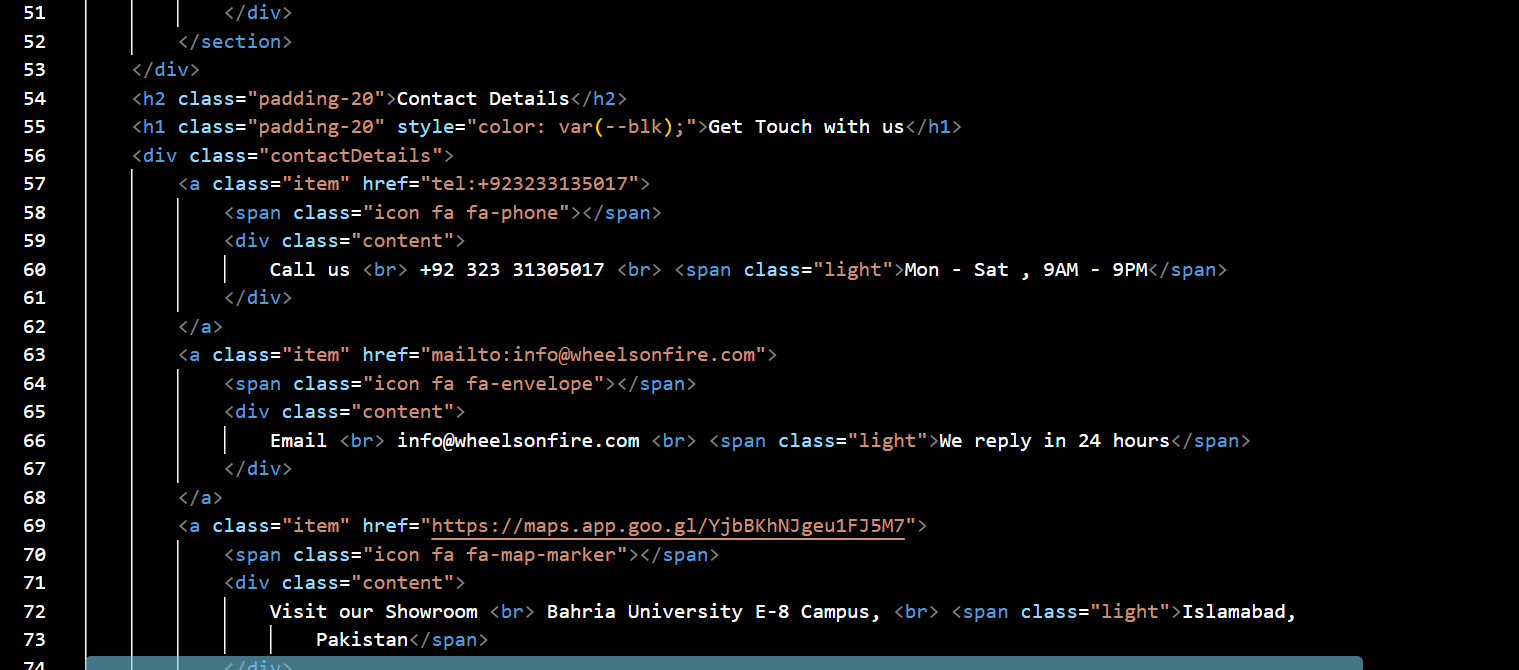 51 </div>
52 </section>
53 </div>
54 <h2 class="padding-20">Contact Details</h2>
55 <h1 class="padding-20" style="color: var(--blk);">Get Touch with us</h1>
56 <div class="contactDetails">
57 <a class="item" href="tel:+923233135017">
58 <span class="icon fa fa-phone"></span>
59 <div class="content">
60 Call us <br> +92 323 31305017 <br> <span class="light">Mon - Sat , 9AM - 9PM</span>
61 </div>
62 </a>
63 <a class="item" href="mailto:info@wheelsonfire.com">
64 <span class="icon fa fa-envelope"></span>
65 <div class="content">
66 Email <br> info@wheelsonfire.com <br> <span class="light">We reply in 24 hours</span>
67 </div>
68 </a>
69 <a class="item" href="https://maps.app.goo.gl/YjbBKhNJgeu1FJ5M7">
70 <span class="icon fa fa-map-marker"></span>
71 <div class="content">
72 Visit our Showroom <br> Bahria University E-8 Campus, <br> <span class="light">Islamabad,
73 Pakistan</span>
74 </div>